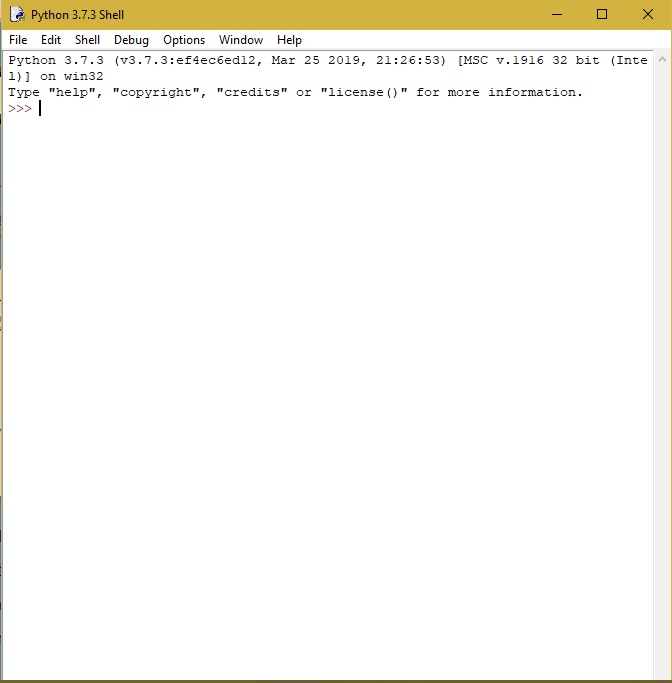 Python 3.7.3 Shell
File Edit Shell Debug Options Window Help
Python 3.7.3 (v3.7.3:ef4ec6ed12, Mar 25 2019, 21:26:53) [MSC v.1916 32 bit (Inte
l)] on win32
Type "help", "copyright", "credits" or "license()" for more information.
>>>